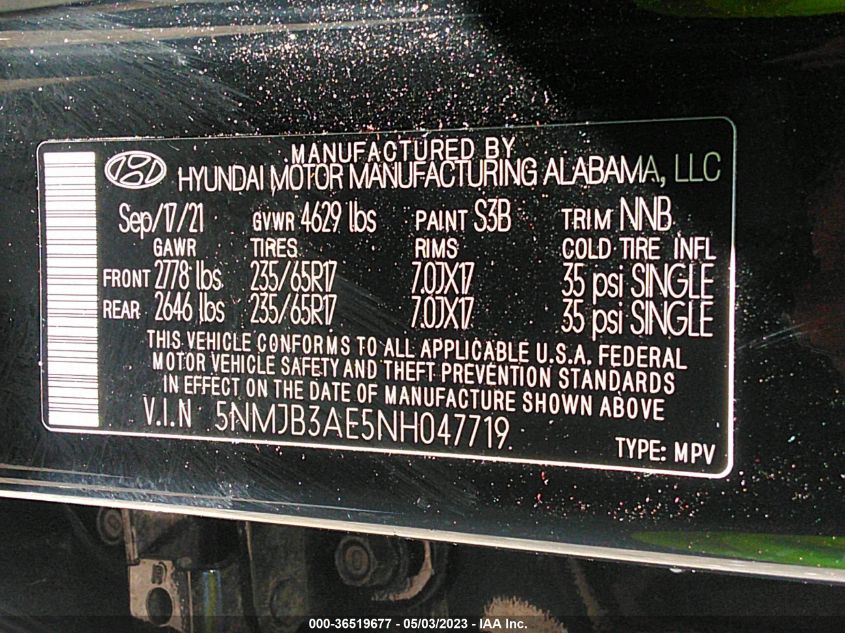 MANUFACTURED BY
HYUNDAI MOTOR MANUFACTURING ALABAMA, LLC
Sep/17/21 GVWR 4629 lbs PAINT S3B TRIM NNB
GAWR TIRES RIMS COLD TIRE INFL
FRONT 2778 lbs 235/65R17 7.0JX17 35 psi SINGLE
REAR 2646 lbs 235/65R17 7.0JX17 35 psi SINGLE
THIS VEHICLE CONFORMS TO ALL APPLICABLE U.S.A. FEDERAL
MOTOR VEHICLE SAFETY AND THEFT PREVENTION STANDARDS
IN EFFECT ON THE DATE OF MANUFACTURE SHOWN ABOVE
V.I.N 5NMJB3AE5NH047719
TYPE: MPV
000-36519677 - 05/03/2023 - IAA Inc.